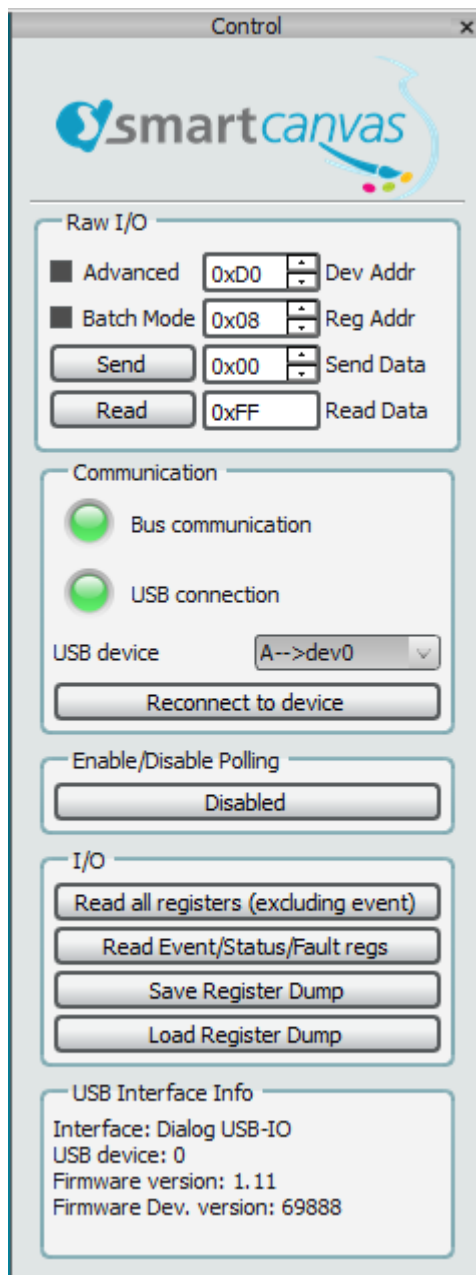 Control
smartcanvas
Raw I/O
Advanced 0xD0 Dev Addr
Batch Mode 0x08 Reg Addr
Send 0x00 Send Data
Read 0xFF Read Data
Communication
Bus communication
USB connection
USB device A-->dev0
Reconnect to device
Enable/Disable Polling
Disabled
I/O
Read all registers (excluding event)
Read Event/Status/Fault regs
Save Register Dump
Load Register Dump
USB Interface Info
Interface: Dialog USB-IO
USB device: 0
Firmware version: 1.11
Firmware Dev. version: 69888